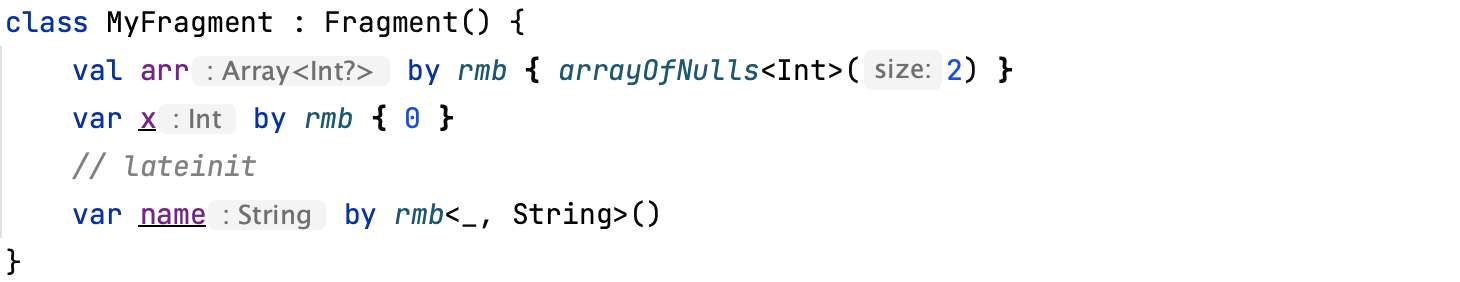 class MyFragment : Fragment() {
    val arr : Array<Int?> by rmb { arrayOfNulls<Int>( size: 2) }
    var x : Int by rmb { 0 }
    // lateinit
    var name : String by rmb<_, String>()
}